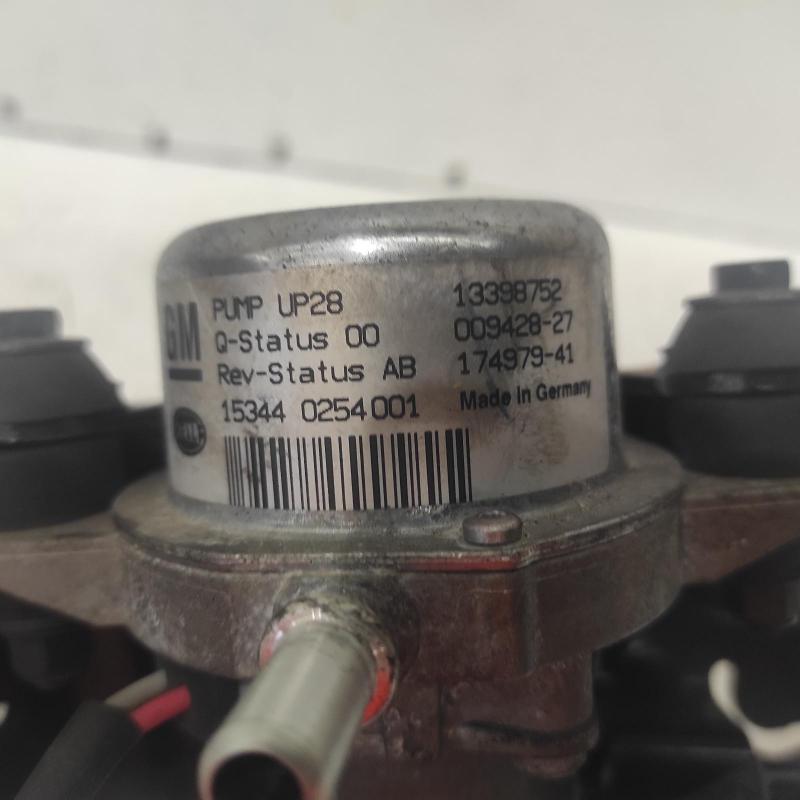 GM
PUMP UP28 13398752
Q-Status 00 009428-27
Rev-Status AB 174979-41
15344 0254001 Made in Germany